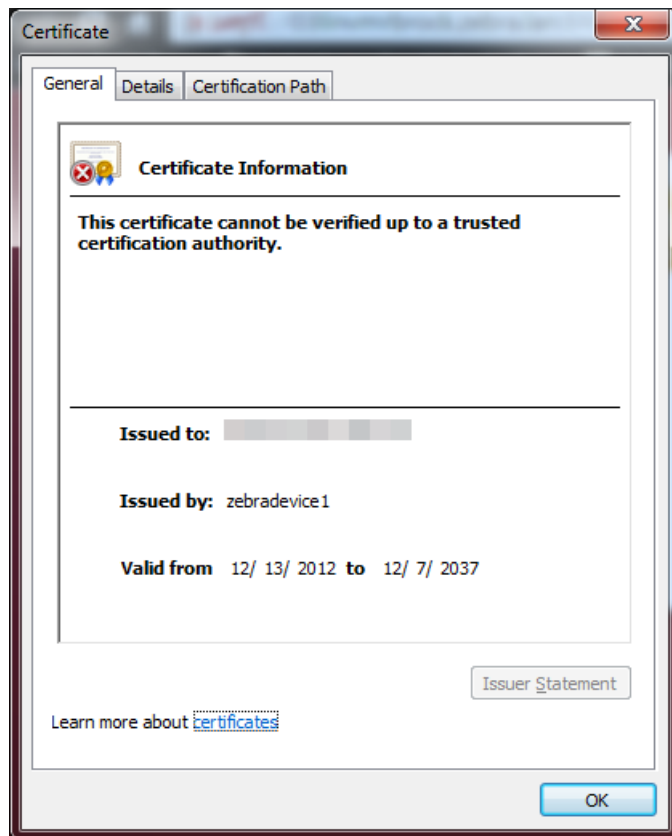 Certificate
General Details Certification Path
Certificate Information
This certificate cannot be verified up to a trusted
certification authority.
Issued to:
Issued by: zebradevice1
Valid from 12/ 13/ 2012 to 12/ 7/ 2037
Issuer Statement
Learn more about certificates
OK